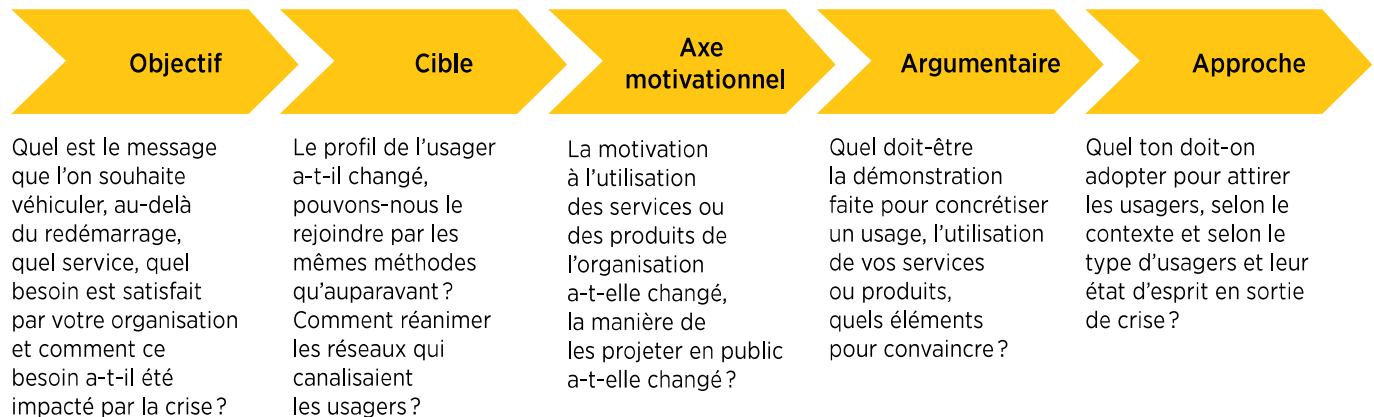 Objectif
Quel est le message
que l'on souhaite
véhiculer, au-delà
du redémarrage,
quel service, quel
besoin est satisfait
par votre organisation
et comment ce
besoin a-t-il été
impacté par la crise ?
Cible
Le profil de l'usager
a-t-il changé,
pouvons-nous le
rejoindre par les
mêmes méthodes
qu'auparavant ?
Comment réanimer
les réseaux qui
canalisaient
les usagers ?
Axe
motivationnel
La motivation
à l'utilisation
des services ou
des produits de
l'organisation
a-t-elle changé,
la manière de
les projeter en public
a-t-elle changé ?
Argumentaire
Quel doit-être
la démonstration
faite pour concrétiser
un usage, l'utilisation
de vos services
ou produits,
quels éléments
pour convaincre ?
Approche
Quel ton doit-on
adopter pour attirer
les usagers, selon le
contexte et selon le
type d'usagers et leur
état d'esprit en sortie
de crise ?